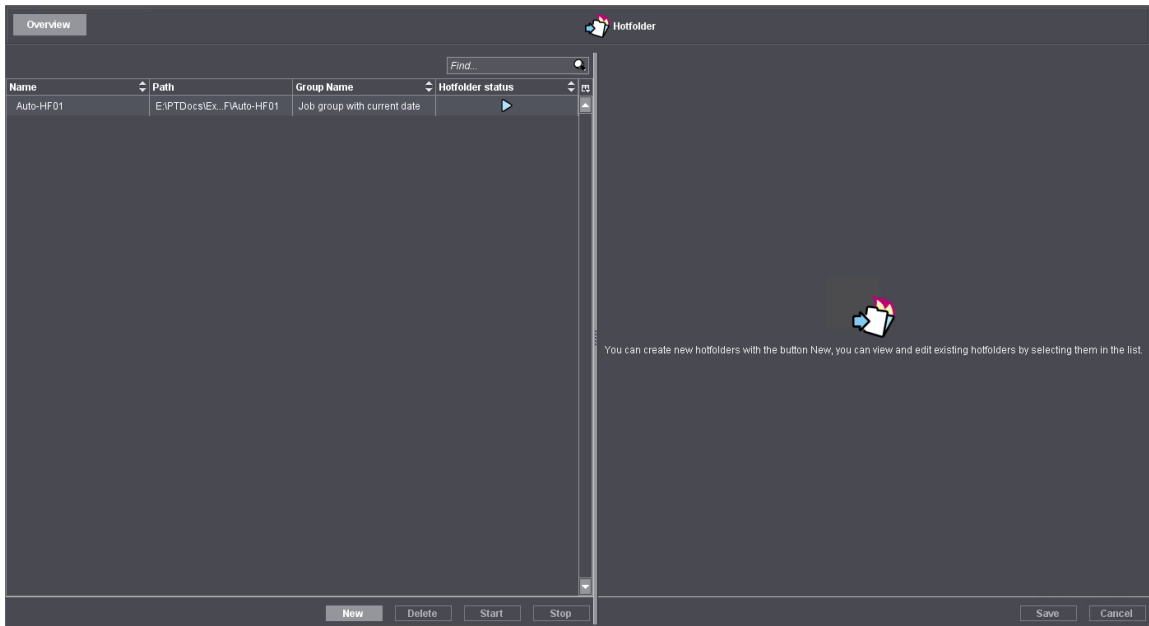 Overview
Hotfolder
Find...
Name Path Group Name Hotfolder status
Auto-HF01 E:\PTDocs\Ex...F\Auto-HF01 Job group with current date
You can create new hotfolders with the button New, you can view and edit existing hotfolders by selecting them in the list.
New Delete Start Stop Save Cancel